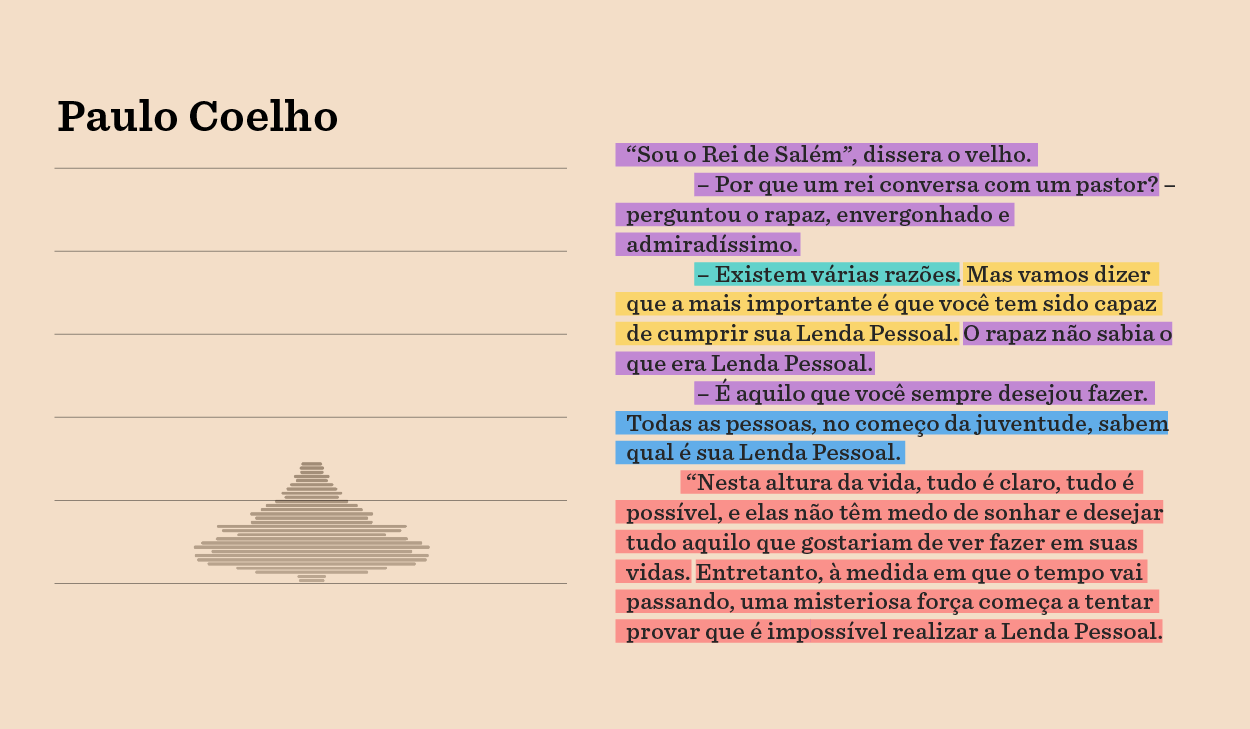 Paulo Coelho
“Sou o Rei de Salém”, dissera o velho.
– Por que um rei conversa com um pastor? –
perguntou o rapaz, envergonhado e
admiradíssimo.
– Existem várias razões. Mas vamos dizer
que a mais importante é que você tem sido capaz
de cumprir sua Lenda Pessoal. O rapaz não sabia o
que era Lenda Pessoal.
– É aquilo que você sempre desejou fazer.
Todas as pessoas, no começo da juventude, sabem
qual é sua Lenda Pessoal.
“Nesta altura da vida, tudo é claro, tudo é
possível, e elas não têm medo de sonhar e desejar
tudo aquilo que gostariam de ver fazer em suas
vidas. Entretanto, à medida em que o tempo vai
passando, uma misteriosa força começa a tentar
provar que é impossível realizar a Lenda Pessoal.